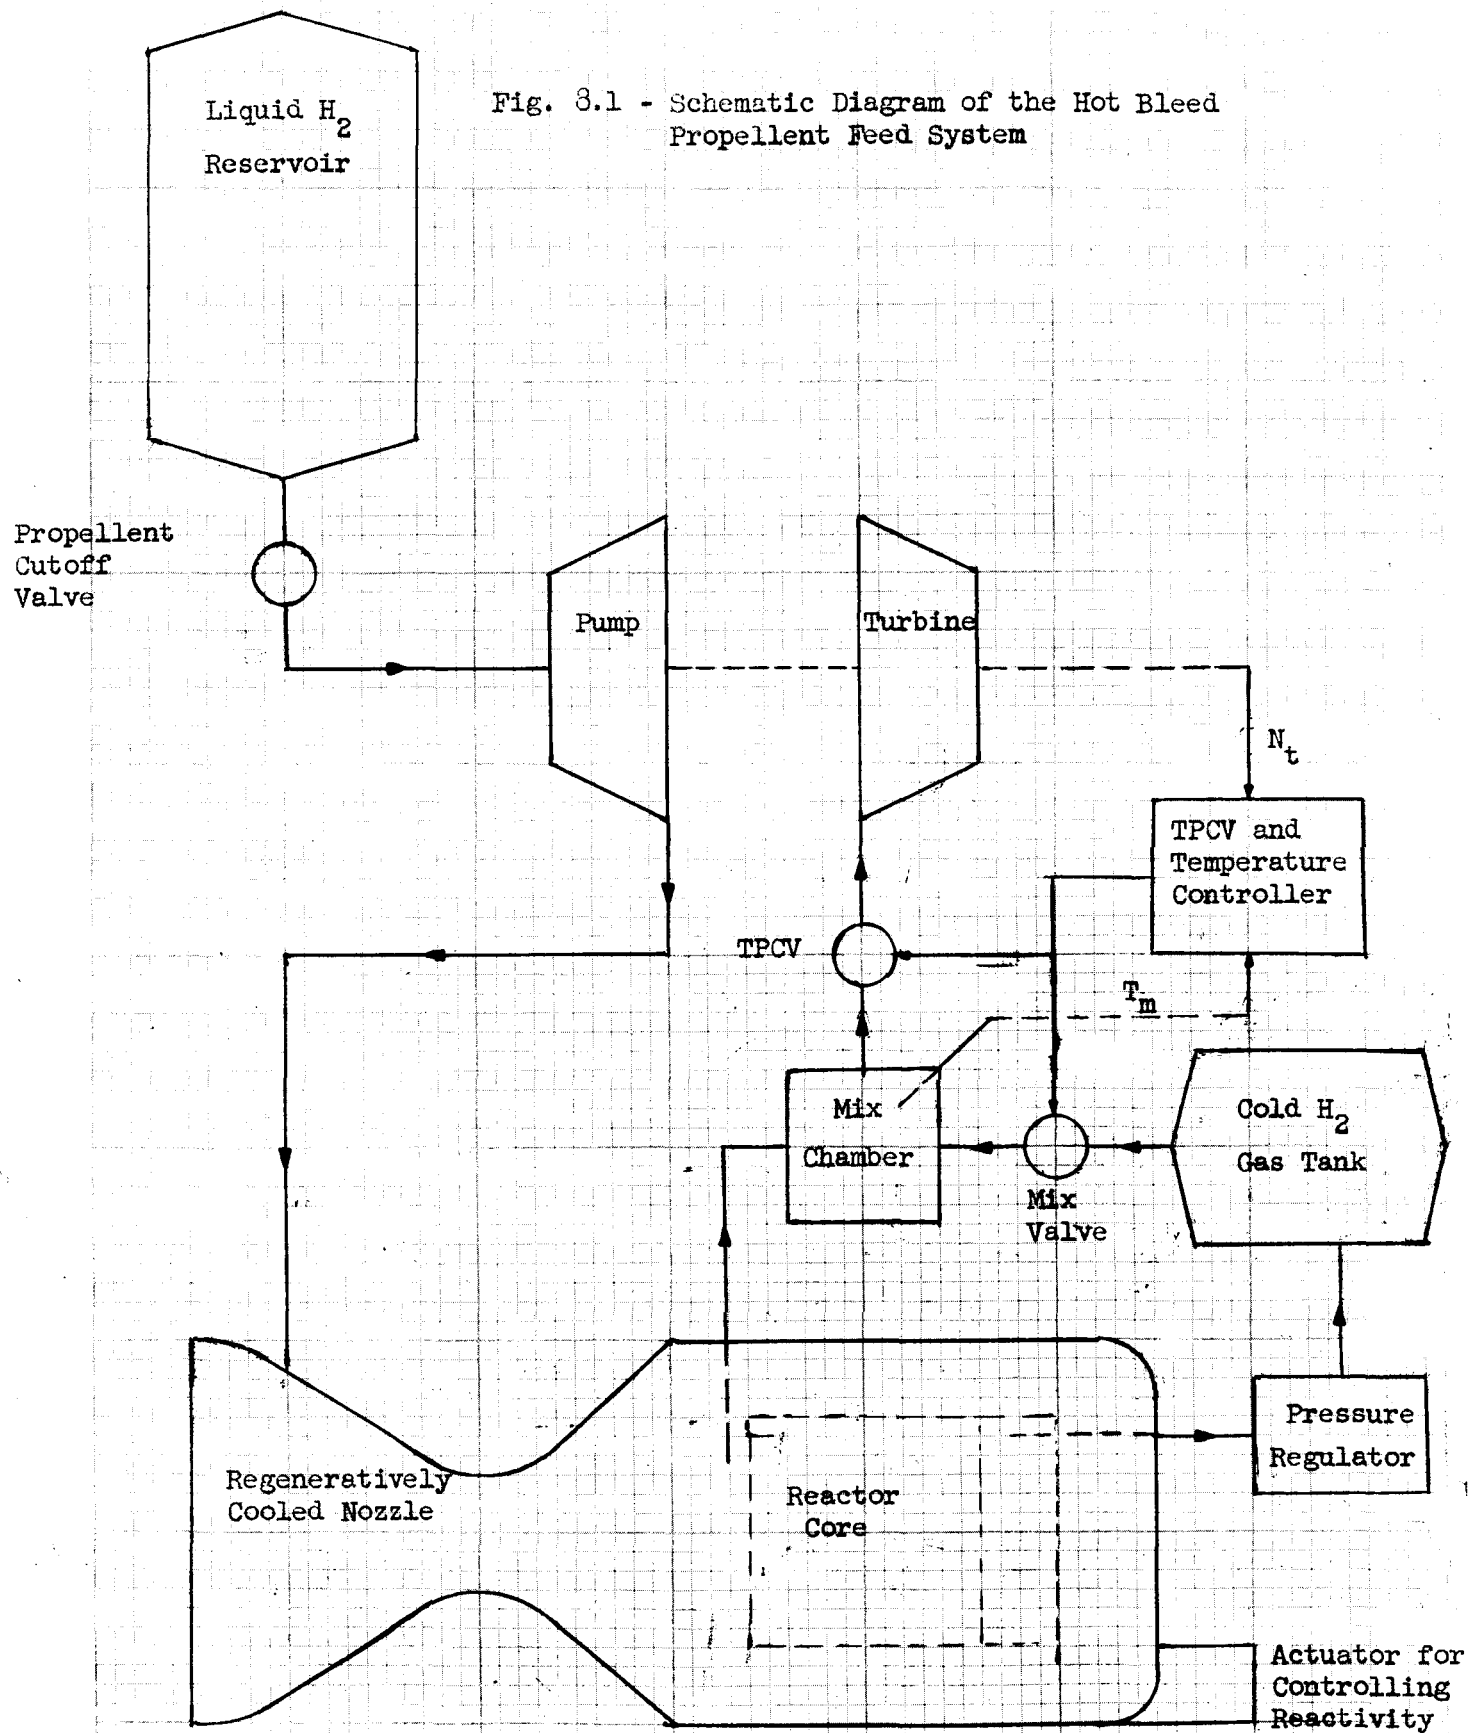 Fig. 8.1 - Schematic Diagram of the Hot Bleed
Propellent Feed System
Liquid H2
Reservoir
Propellent
Cutoff
Valve
Pump
Turbine
Nt
TPCV and
Temperature
Controller
TPCV
Tm
Mix
Chamber
Cold H2
Gas Tank
Mix
Valve
Pressure
Regulator
Regeneratively
Cooled Nozzle
Reactor
Core
Actuator for
Controlling
Reactivity